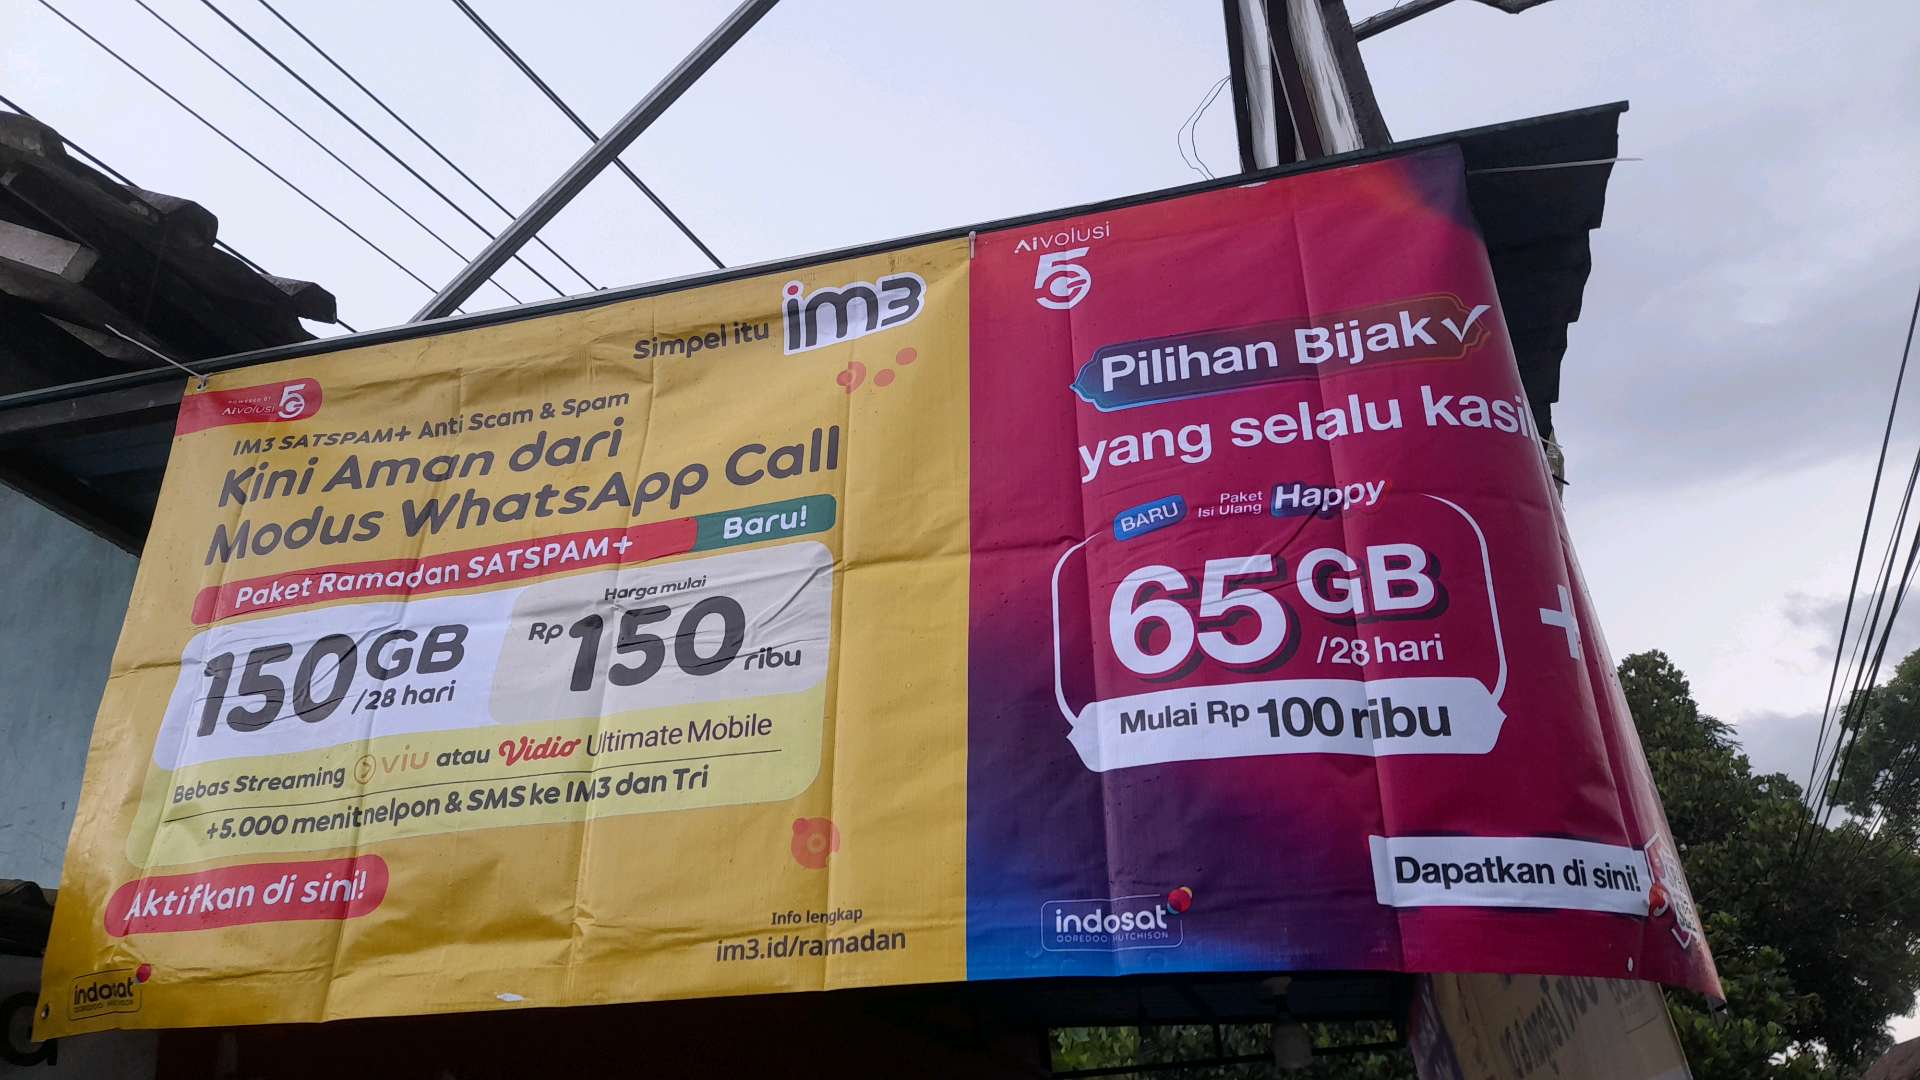 Simpel itu im3
POWERED BY
AIVOLUSI 5G
IM3 SATSPAM+ Anti Scam & Spam
Kini Aman dari
Modus WhatsApp Call
Paket Ramadan SATSPAM+ Baru!
150GB
/28 hari
Harga mulai
Rp 150 ribu
Bebas Streaming viu atau Vidio Ultimate Mobile
+5.000 menit nelpon & SMS ke IM3 dan Tri
Aktifkan di sini!
Info lengkap
im3.id/ramadan
indosat
OOREDOO HUTCHISON
AIVOLUSI
5G
Pilihan Bijak
yang selalu kasi
BARU Paket Isi Ulang Happy
65GB
/28 hari
+
Mulai Rp 100 ribu
Dapatkan di sini!
indosat
OOREDOO HUTCHISON